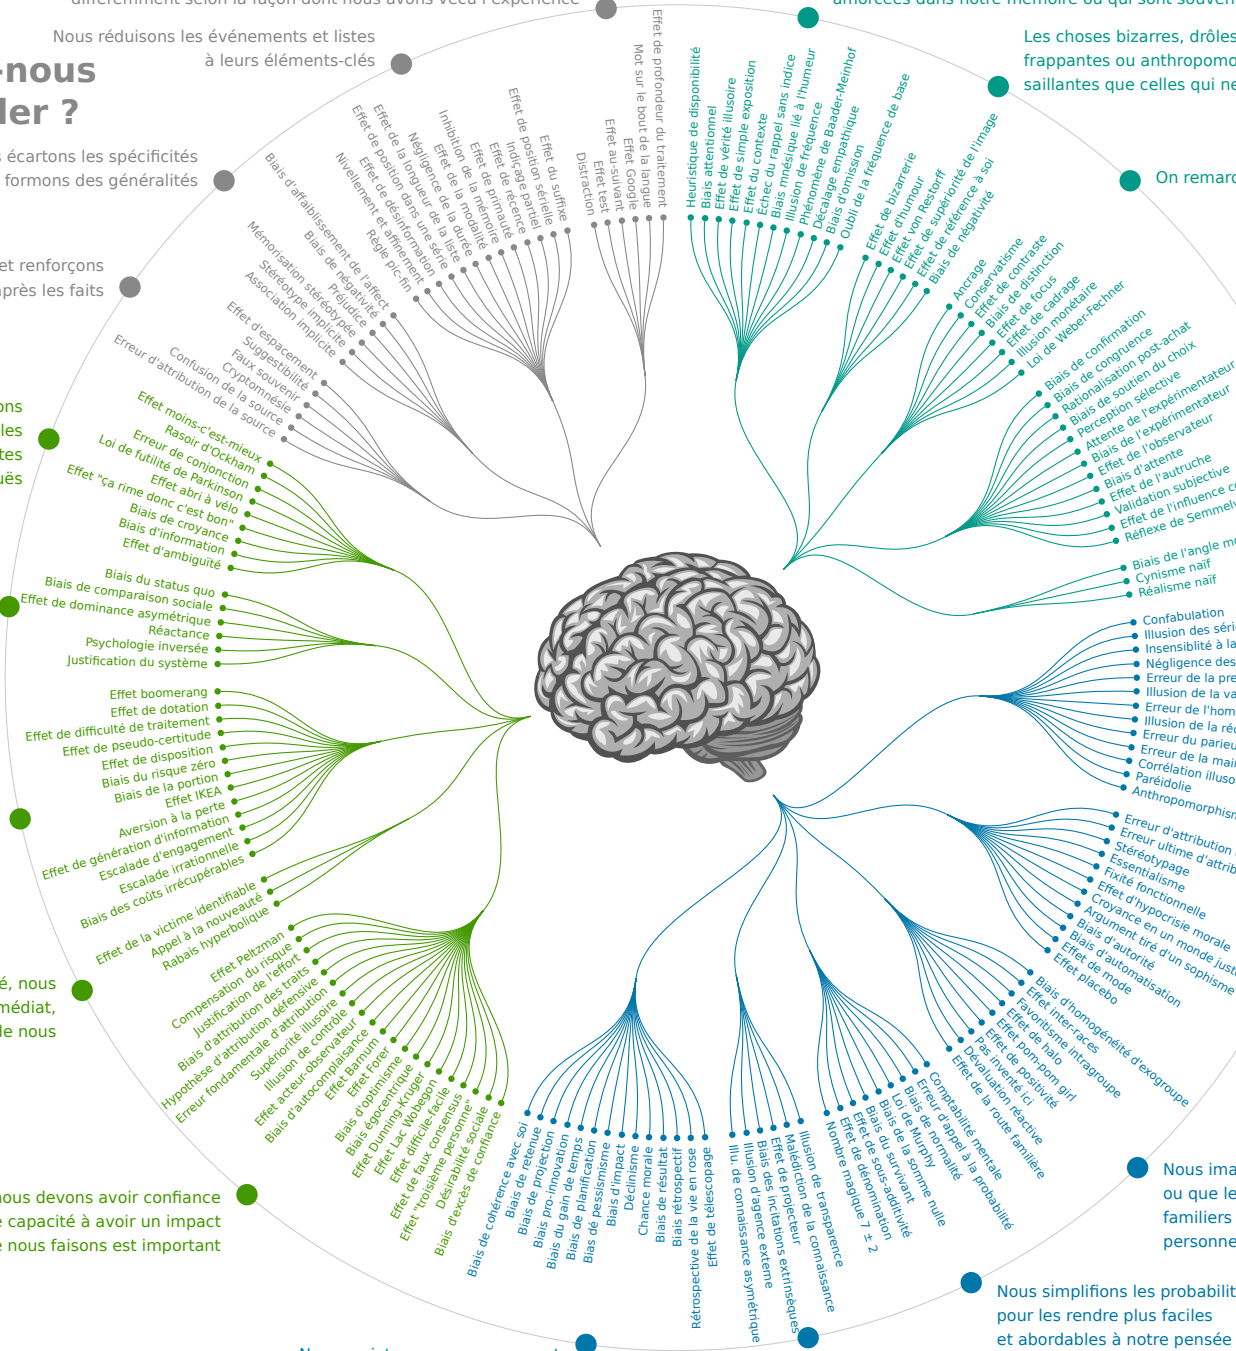 différemment selon la façon dont nous avons vécu l'expérience
Nous réduisons les événements et listes
à leurs éléments-clés
-nous
ler ?
écartons les spécificités
formons des généralités
et renforçons
après les faits
Effet de profondeur du traitement
Mot sur le bout de la langue
Effet Google
Effet au-suivant
Effet test
Distraction
Effet du suffixe
Effet de position sérielle
Indiçage partiel
Effet de récence
Effet de primauté
Inhibition de la mémoire
Effet de la modalité
Négligence de la durée
Effet de la longueur de la liste
Effet de position dans une série
Effet de désinformation
Nivellement et affinement
Règle pic-fin
Biais d'affaiblissement de l'affect
Biais de négativité
Préjudice
Mémorisation stéréotypée
Stéréotype implicite
Association implicite
Effet d'espacement
Suggestibilité
Faux souvenir
Cryptomnésie
Confusion de la source
Erreur d'attribution de la source
amorcées dans notre mémoire ou qui sont souven
Les choses bizarres, drôles
frappantes ou anthropomo
saillantes que celles qui ne
On remarq
Heuristique de disponibilité
Biais attentionnel
Effet de vérité illusoire
Effet de simple exposition
Effet du contexte
Échec du rappel sans indice
Biais mnésique lié à l'humeur
Illusion de fréquence
Phénomène de Baader-Meinhof
Décalage empathique
Biais d'omission
Oubli de la fréquence de base
Effet de bizarrerie
Effet d'humour
Effet von Restorff
Effet de supériorité de l'image
Effet de référence à soi
Biais de négativité
Ancrage
Conservatisme
Effet de contraste
Biais de distinction
Effet de focus
Effet de cadrage
Illusion monétaire
Loi de Weber-Fechner
Biais de confirmation
Biais de congruence
Rationalisation post-achat
Biais de soutien du choix
Perception sélective
Attente de l'expérimentateur
Biais de l'expérimentateur
Effet de l'observateur
Biais d'attente
Effet de l'autruche
Validation subjective
Effet de l'influence co
Réflexe de Semmelw
Biais de l'angle mo
Cynisme naïf
Réalisme naïf
Confabulation
Illusion des séri
Insensiblité à la
Négligence des
Erreur de la pre
Illusion de la va
Erreur de l'hom
Illusion de la réc
Erreur du parieu
Erreur de la main
Corrélation illuso
Paréidolie
Anthropomorphism
Erreur d'attribution
Erreur ultime d'attrib
Stéréotypage
Essentialisme
Fixité fonctionnelle
Effet d'hypocrisie morale
Croyance en un monde juste
Argument tiré d'un sophisme
Biais d'autorité
Biais d'automatisation
Effet de mode
Effet placebo
Biais d'homogénéité d'exogroupe
Effet inter-races
Favoritisme intragroupe
Effet de halo
Effet pom-pom girl
Effet de positivité
Pas inventé ici
Dévaluation réactive
Effet de la route familière
Comptabilité mentale
Erreur d'appel à la probabilité
Biais de normalité
Loi de Murphy
Biais de la somme nulle
Biais du survivant
Effet de sous-additivité
Effet de dénomination
Nombre magique 7 ± 2
Illusion de transparence
Malédiction de la connaissance
Effet de projecteur
Biais des incitations extrinsèques
Illusion d'agence externe
Illu. de connaissance asymétrique
Effet de télescopage
Rétrospective de la vie en rose
Biais rétrospectif
Biais de résultat
Chance morale
Déclinisme
Biais d'impact
Bias de pessismisme
Biais de planification
Biais du gain de temps
Biais pro-innovation
Biais de projection
Biais de retenue
Biais de cohérence avec soi
Nous ima
ou que le
familiers
personne
Nous simplifions les probabilit
pour les rendre plus faciles
et abordables à notre pensée
ons
les
tes
uës
Effet moins-c'est-mieux
Rasoir d'Ockham
Erreur de conjonction
Loi de futilité de Parkinson
Effet abri à vélo
Effet "ça rime donc c'est bon"
Biais de croyance
Biais d'information
Effet d'ambiguïté
Biais du status quo
Biais de comparaison sociale
Effet de dominance asymétrique
Réactance
Psychologie inversée
Justification du système
Effet boomerang
Effet de dotation
Effet de difficulté de traitement
Effet de pseudo-certitude
Effet de disposition
Biais du risque zéro
Biais de la portion
Effet IKEA
Aversion à la perte
Effet de génération d'information
Escalade d'engagement
Escalade irrationnelle
Biais des coûts irrécupérables
Effet de la victime identifiable
Appel à la nouveauté
Rabais hyperbolique
é, nous
médiat,
de nous
Effet Peltzman
Compensation du risque
Justification de l'effort
Biais d'attribution des traits
Hypothèse d'attribution défensive
Erreur fondamentale d'attribution
Supériorité illusoire
Illusion de contrôle
Effet acteur-observateur
Biais d'autocomplaisance
Effet Barnum
Effet Forer
Biais d'optimisme
Biais égocentrique
Effet Dunning-Kruger
Effet Lac Wobegon
Effet difficile-facile
Effet de faux consensus
Effet "troisième personne"
Désirabilité sociale
Biais d'excès de confiance
nous devons avoir confiance
capacité à avoir un impact
nous faisons est important